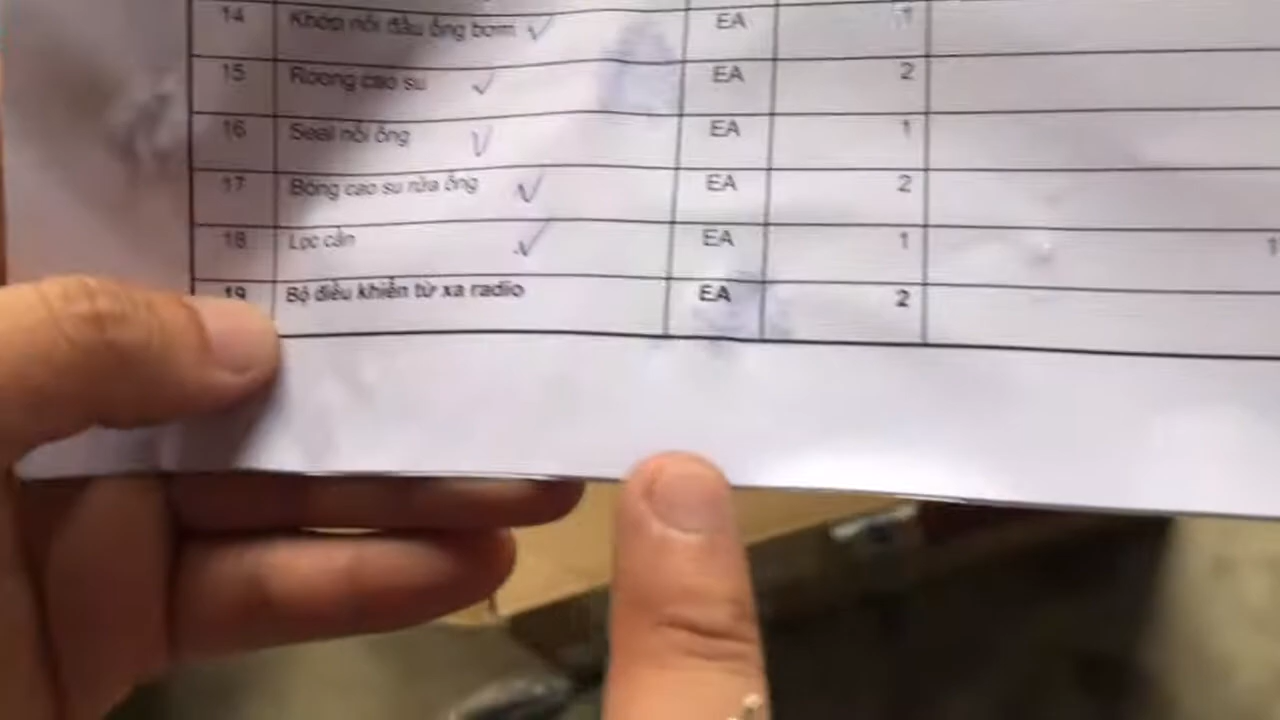 14 Khớp nối đầu ống bơm EA 1
15 Roong cao su EA 2
16 Seal nối ống EA 1
17 Bóng cao su rửa ống EA 2
18 Lọc cặn EA 1 1
19 Bộ điều khiển từ xa radio EA 2